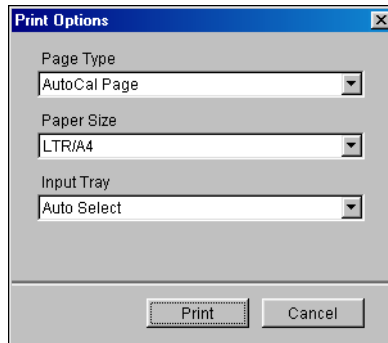 Print Options
Page Type
AutoCal Page
Paper Size
LTR/A4
Input Tray
Auto Select
Print Cancel